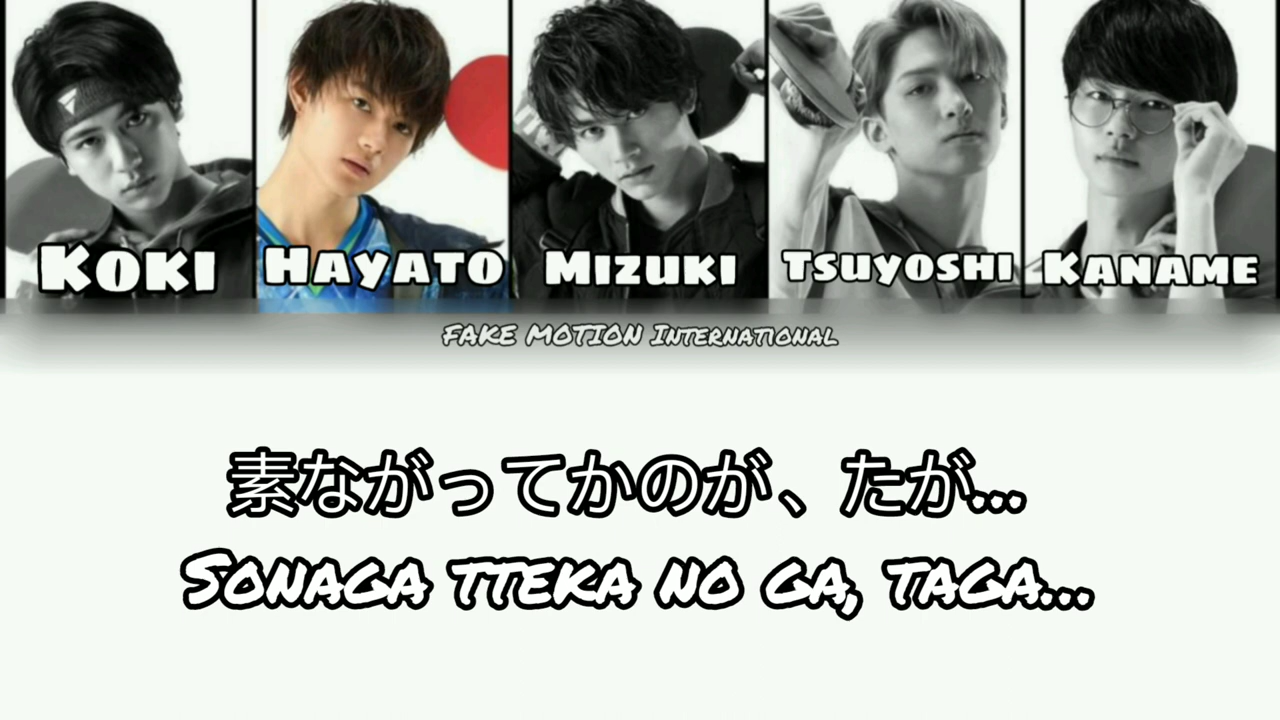 Koki Hayato Mizuki Tsuyoshi Kaname
FAKE MOTION International
素ながってかのが、たが...
Sonaga tteka no ga, taga...